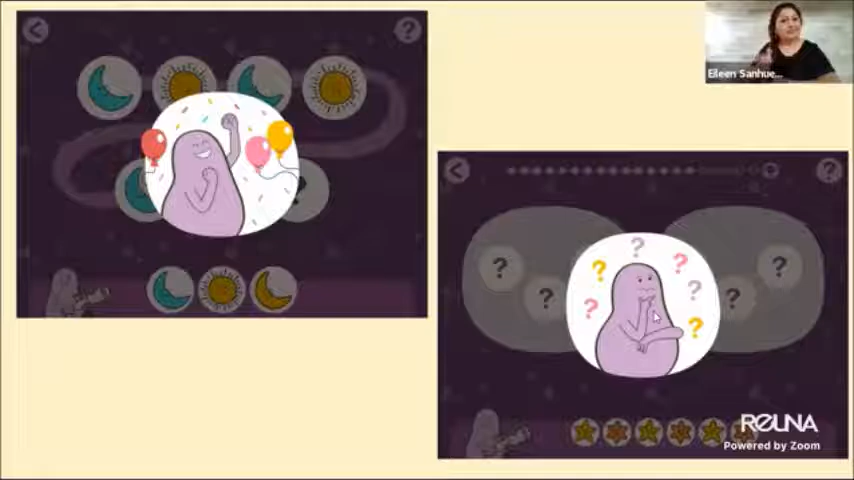 ?
Eileen Sanhue...
?
? ? ? ?
? ? ? ? ? ? ?
REUNA
Powered by Zoom